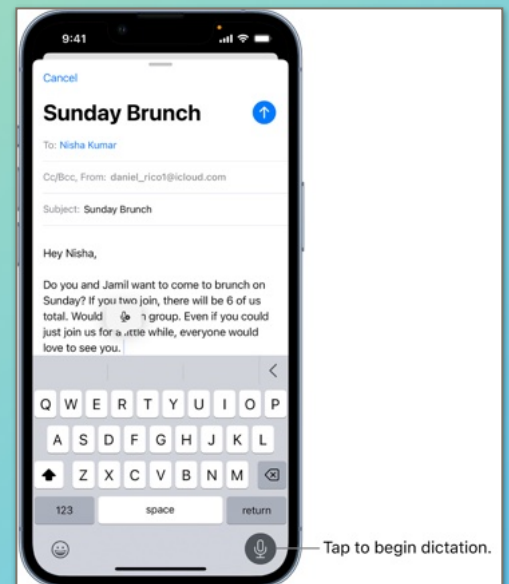 9:41
Cancel
Sunday Brunch
To: Nisha Kumar
Cc/Bcc, From: daniel_rico1@icloud.com
Subject: Sunday Brunch
Hey Nisha,
Do you and Jamil want to come to brunch on
Sunday? If you two join, there will be 6 of us
total. Would group. Even if you could
just join us for a little while, everyone would
love to see you.
Q W E R T Y U I O P
A S D F G H J K L
Z X C V B N M
123 space return
Tap to begin dictation.